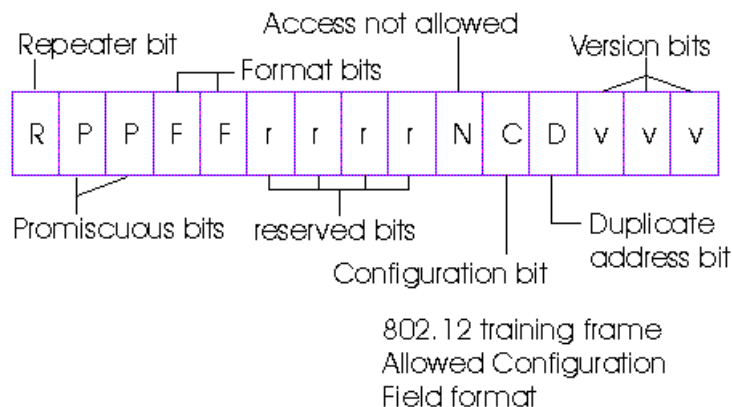 Access not allowed
Repeater bit
Version bits
Format bits
R P P F F r r r r N C D v v v
Promiscuous bits
reserved bits
Duplicate
address bit
Configuration bit
802.12 training frame
Allowed Configuration
Field format